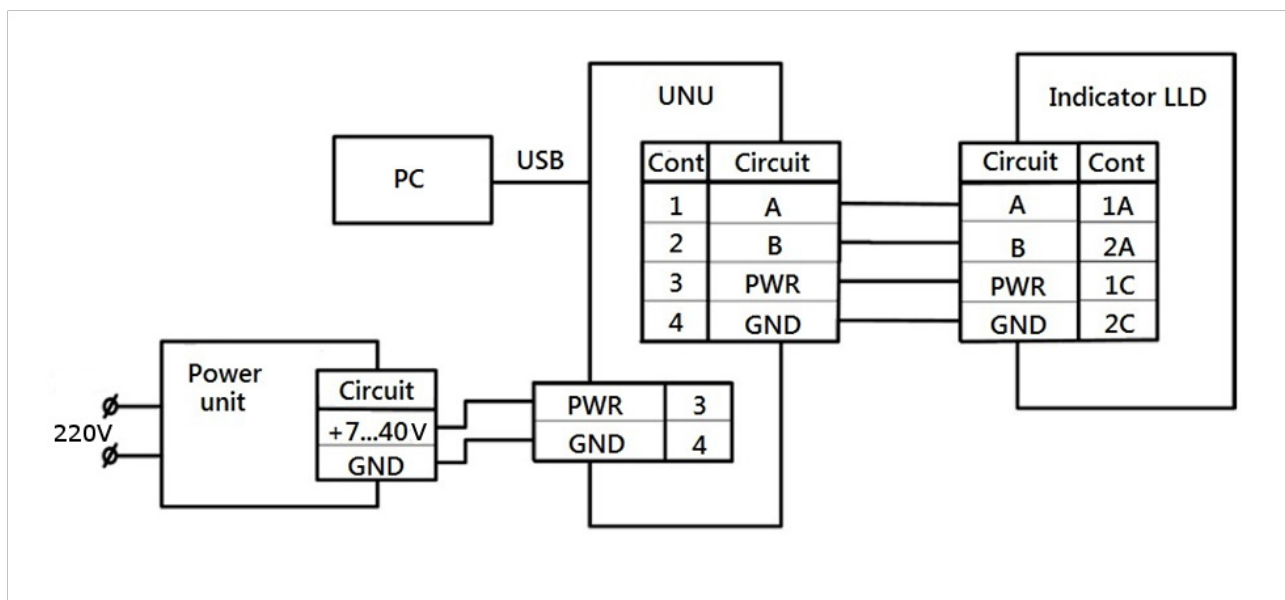 UNU
Indicator LLD
PC
USB
Cont Circuit
1 A
2 B
3 PWR
4 GND
Circuit Cont
A 1A
B 2A
PWR 1C
GND 2C
Power
unit
220V
Circuit
+7...40V
GND
PWR 3
GND 4